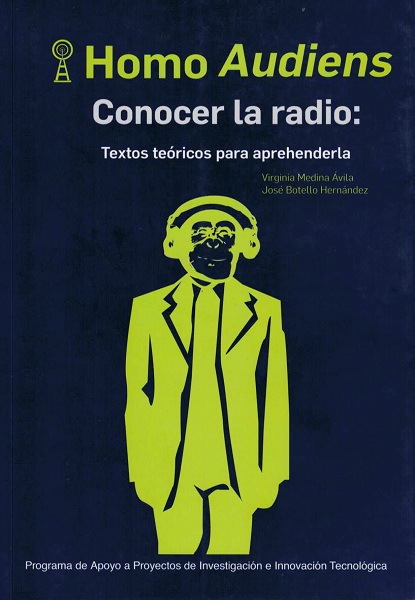 Homo Audiens
Conocer la radio:
Textos teóricos para aprehenderla
Virginia Medina Ávila
José Botello Hernández
Programa de Apoyo a Proyectos de Investigación e Innovación Tecnológica